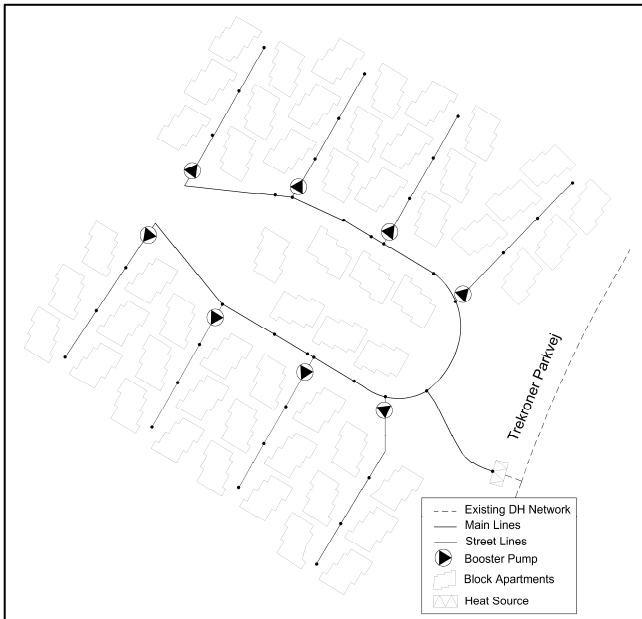 Trekroner Parkvej
Existing DH Network
Main Lines
Street Lines
Booster Pump
Block Apartments
Heat Source